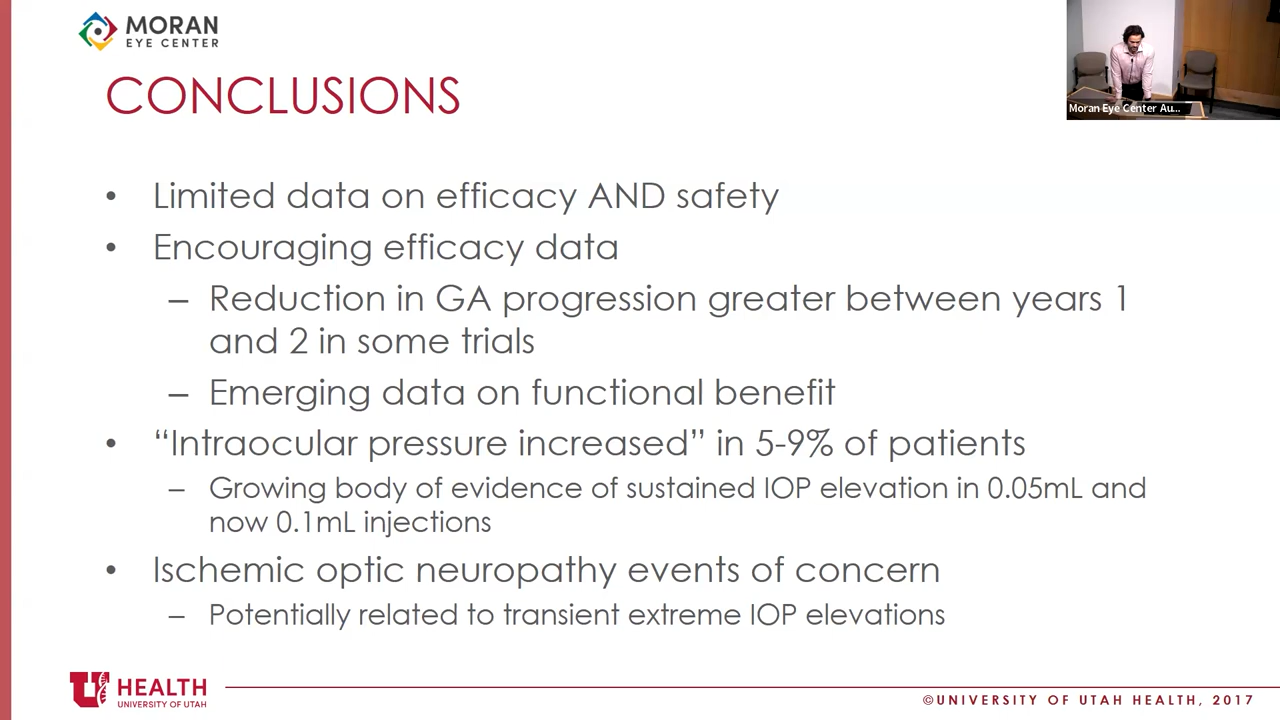 MORAN
EYE CENTER
CONCLUSIONS
Moran Eye Center Au...
• Limited data on efficacy AND safety
• Encouraging efficacy data
– Reduction in GA progression greater between years 1
and 2 in some trials
– Emerging data on functional benefit
• “Intraocular pressure increased” in 5-9% of patients
– Growing body of evidence of sustained IOP elevation in 0.05mL and
now 0.1mL injections
• Ischemic optic neuropathy events of concern
– Potentially related to transient extreme IOP elevations
U HEALTH
UNIVERSITY OF UTAH
©UNIVERSITY OF UTAH HEALTH, 2017